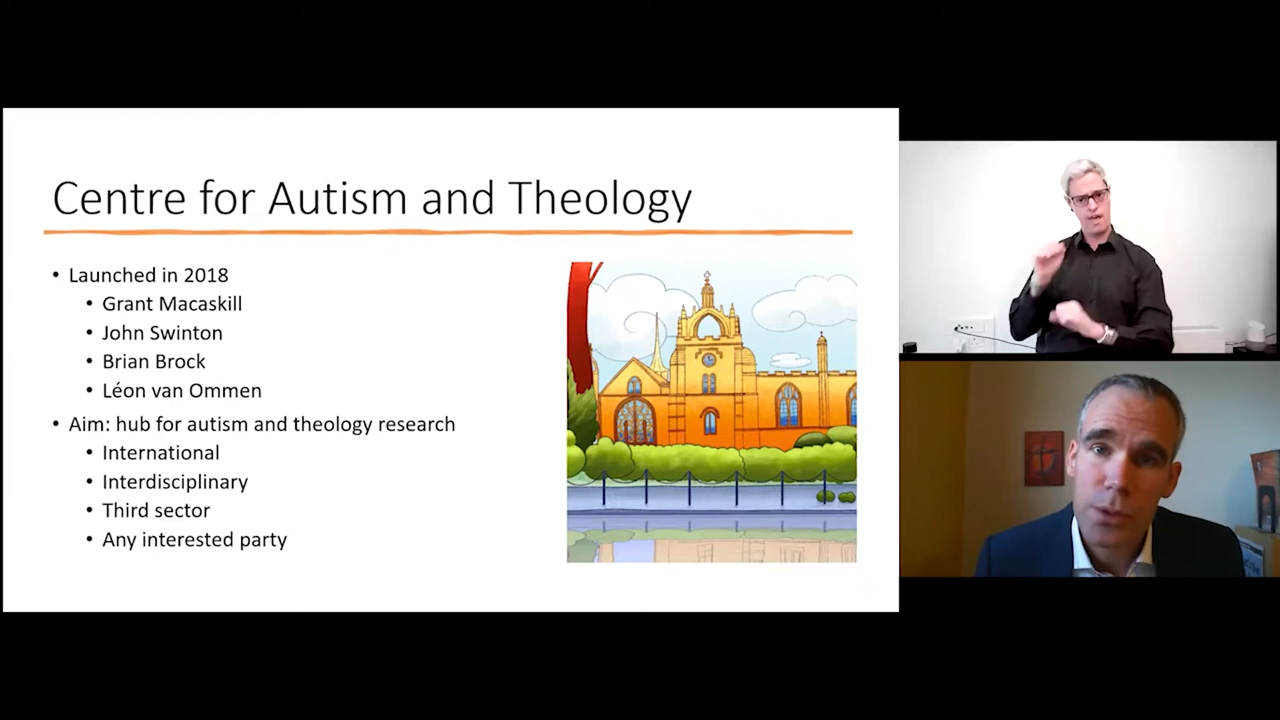 Centre for Autism and Theology
• Launched in 2018
• Grant Macaskill
• John Swinton
• Brian Brock
• Léon van Ommen
• Aim: hub for autism and theology research
• International
• Interdisciplinary
• Third sector
• Any interested party